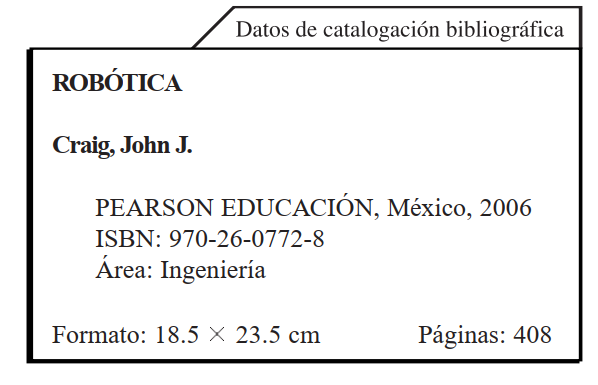 Datos de catalogación bibliográfica
ROBÓTICA
Craig, John J.
PEARSON EDUCACIÓN, México, 2006
ISBN: 970-26-0772-8
Área: Ingeniería
Formato: 18.5 × 23.5 cm Páginas: 408